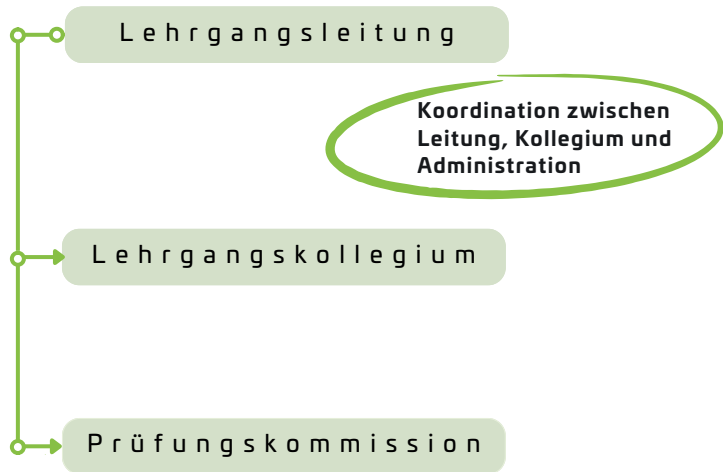 Lehrgangsleitung
Koordination zwischen
Leitung, Kollegium und
Administration
Lehrgangskollegium
Prüfungskommission